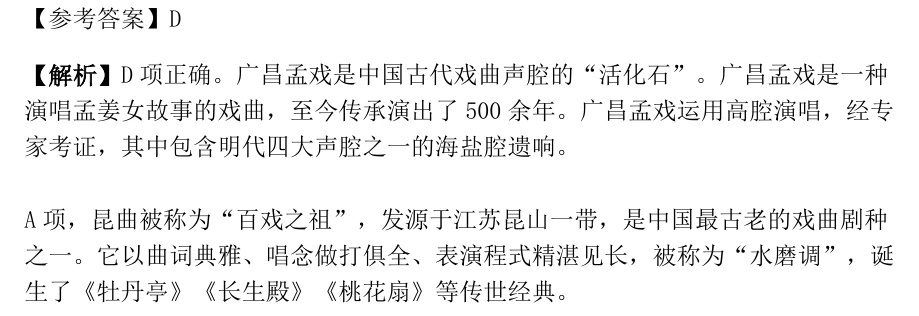 【参考答案】D
【解析】D 项正确。广昌孟戏是中国古代戏曲声腔的“活化石”。广昌孟戏是一种
演唱孟姜女故事的戏曲，至今传承演出了 500 余年。广昌孟戏运用高腔演唱，经专
家考证，其中包含明代四大声腔之一的海盐腔遗响。
A 项，昆曲被称为“百戏之祖”，发源于江苏昆山一带，是中国最古老的戏曲剧种
之一。它以曲词典雅、唱念做打俱全、表演程式精湛见长，被称为“水磨调”，诞
生了《牡丹亭》《长生殿》《桃花扇》等传世经典。